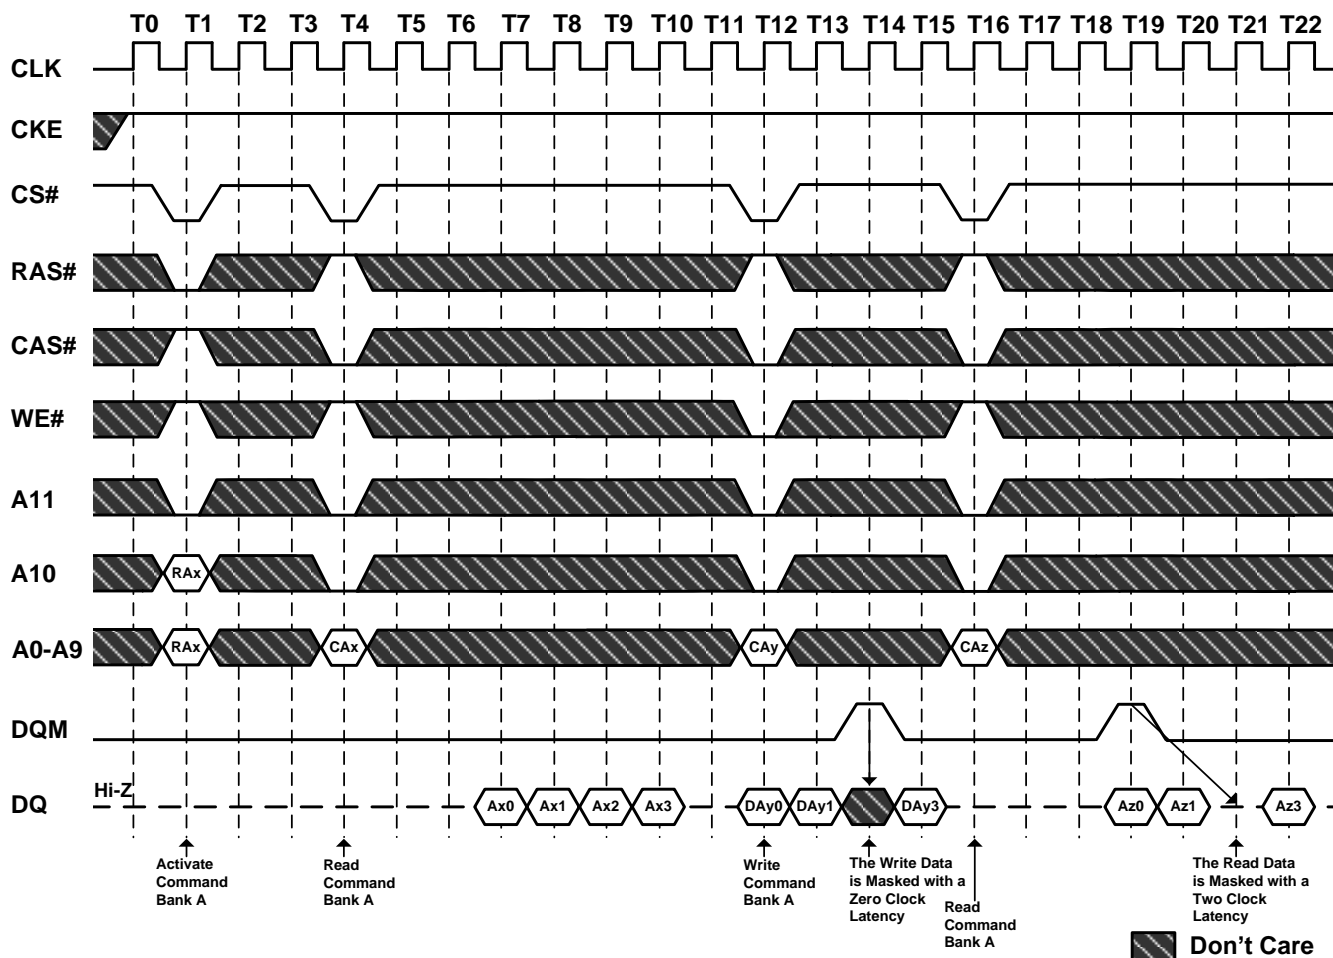 T0 T1 T2 T3 T4 T5 T6 T7 T8 T9 T10 T11 T12 T13 T14 T15 T16 T17 T18 T19 T20 T21 T22
CLK
CKE
CS#
RAS#
CAS#
WE#
A11
A10 RAx
A0-A9 RAx CAx CAy CAz
DQM
Hi-Z
DQ Ax0 Ax1 Ax2 Ax3 DAy0 DAy1 DAy3 Az0 Az1 Az3
Activate
Command
Bank A
Read
Command
Bank A
Write
Command
Bank A
The Write Data
is Masked with a
Zero Clock
Latency
Read
Command
Bank A
The Read Data
is Masked with a
Two Clock
Latency
Don't Care